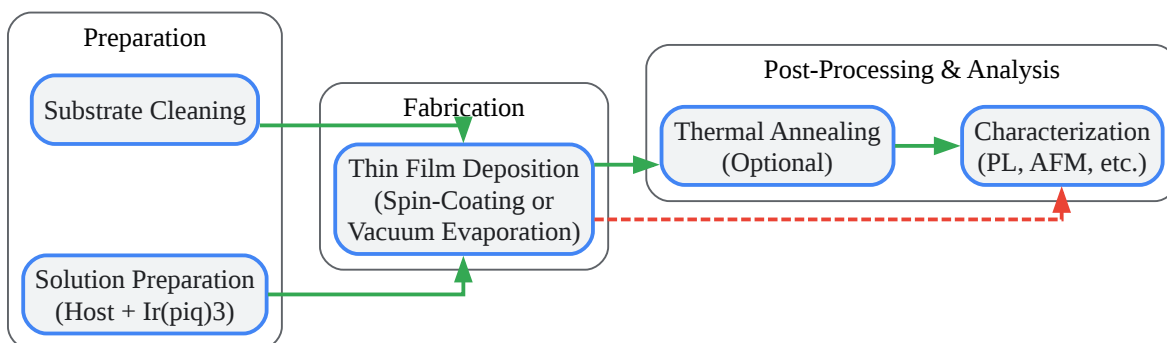 Preparation
Substrate Cleaning
Solution Preparation
(Host + Ir(piq)3)
Fabrication
Thin Film Deposition
(Spin-Coating or
Vacuum Evaporation)
Post-Processing & Analysis
Thermal Annealing
(Optional)
Characterization
(PL, AFM, etc.)